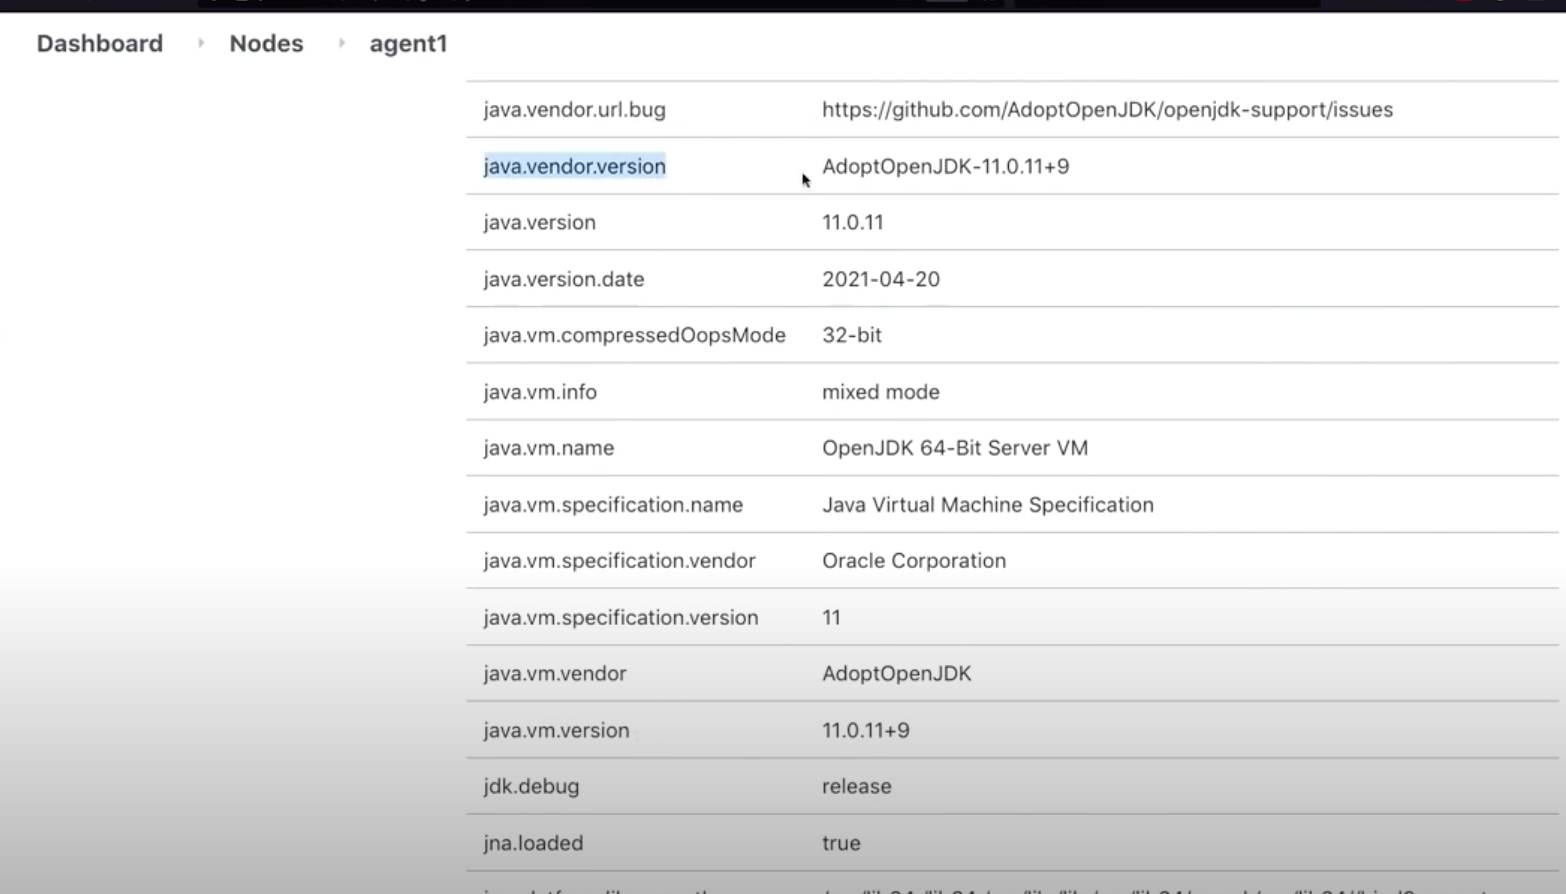 Dashboard Nodes agent1
java.vendor.url.bug https://github.com/AdoptOpenJDK/openjdk-support/issues
java.vendor.version AdoptOpenJDK-11.0.11+9
java.version 11.0.11
java.version.date 2021-04-20
java.vm.compressedOopsMode 32-bit
java.vm.info mixed mode
java.vm.name OpenJDK 64-Bit Server VM
java.vm.specification.name Java Virtual Machine Specification
java.vm.specification.vendor Oracle Corporation
java.vm.specification.version 11
java.vm.vendor AdoptOpenJDK
java.vm.version 11.0.11+9
jdk.debug release
jna.loaded true